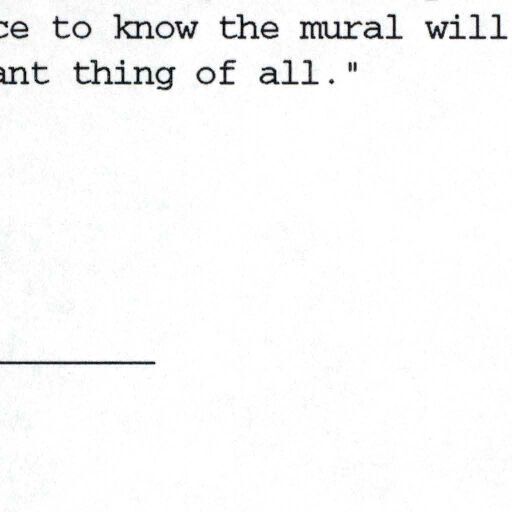 ce to know the mural will
ant thing of all."